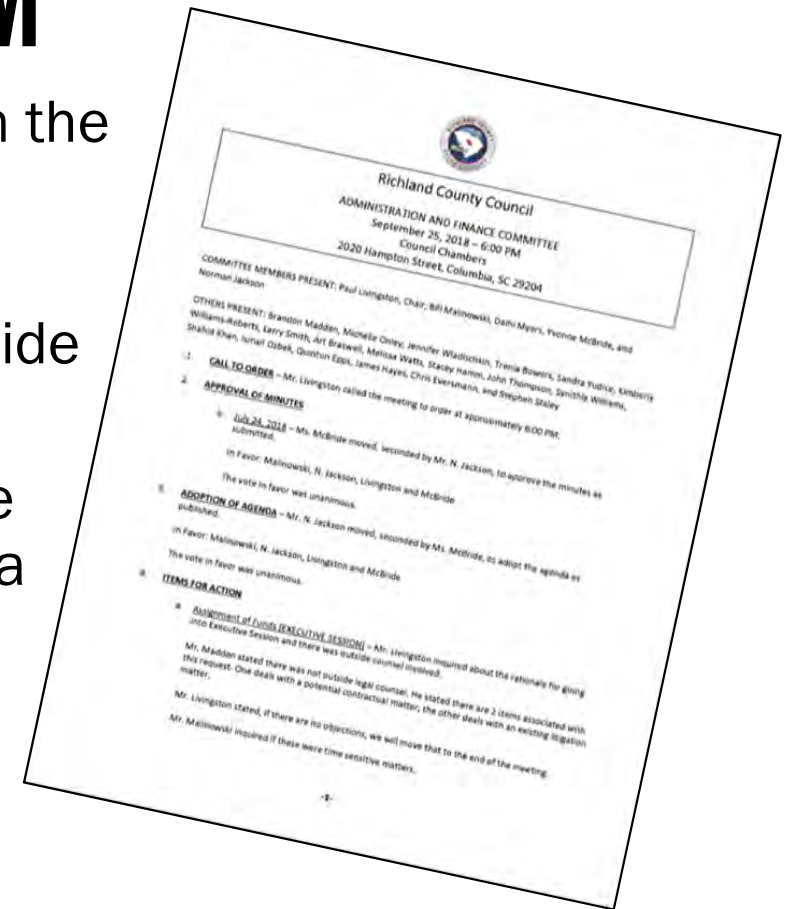 n the
ide
e
a
Richland County Council
ADMINISTRATION AND FINANCE COMMITTEE
September 25, 2018 – 6:00 PM
Council Chambers
2020 Hampton Street, Columbia, SC 29204
COMMITTEE MEMBERS PRESENT: Paul Livingston, Chair, Bill Malinowski, Dalhi Myers, Yvonne McBride, and
Norman Jackson
OTHERS PRESENT: Brandon Madden, Michelle Onley, Jennifer Wladischkin, Trenia Bowers, Sandra Yudice, Kimberly
Williams-Roberts, Larry Smith, Art Braswell, Melissa Watts, Stacey Hamm, John Thompson, Synithia Williams,
Shahid Khan, Ismail Ozbek, Quinton Epps, James Hayes, Chris Eversmann, and Stephen Staley
1. CALL TO ORDER – Mr. Livingston called the meeting to order at approximately 6:00 PM.
2. APPROVAL OF MINUTES
July 24, 2018 – Ms. McBride moved, seconded by Mr. N. Jackson, to approve the minutes as
submitted.
In Favor: Malinowski, N. Jackson, Livingston and McBride
The vote in favor was unanimous.
3. ADOPTION OF AGENDA – Mr. N. Jackson moved, seconded by Ms. McBride, to adopt the agenda as
published.
In Favor: Malinowski, N. Jackson, Livingston and McBride
The vote in favor was unanimous.
4. ITEMS FOR ACTION
a. Assignment of Funds [EXECUTIVE SESSION] – Mr. Livingston inquired about the rationale for going
into Executive Session and there was outside counsel involved.
Mr. Madden stated there was not outside legal counsel. He stated there are 2 items associated with
this request. One deals with a potential contractual matter; the other deals with an existing litigation
matter.
Mr. Livingston stated, if there are no objections, we will move that to the end of the meeting.
Mr. Malinowski inquired if these were time sensitive matters.